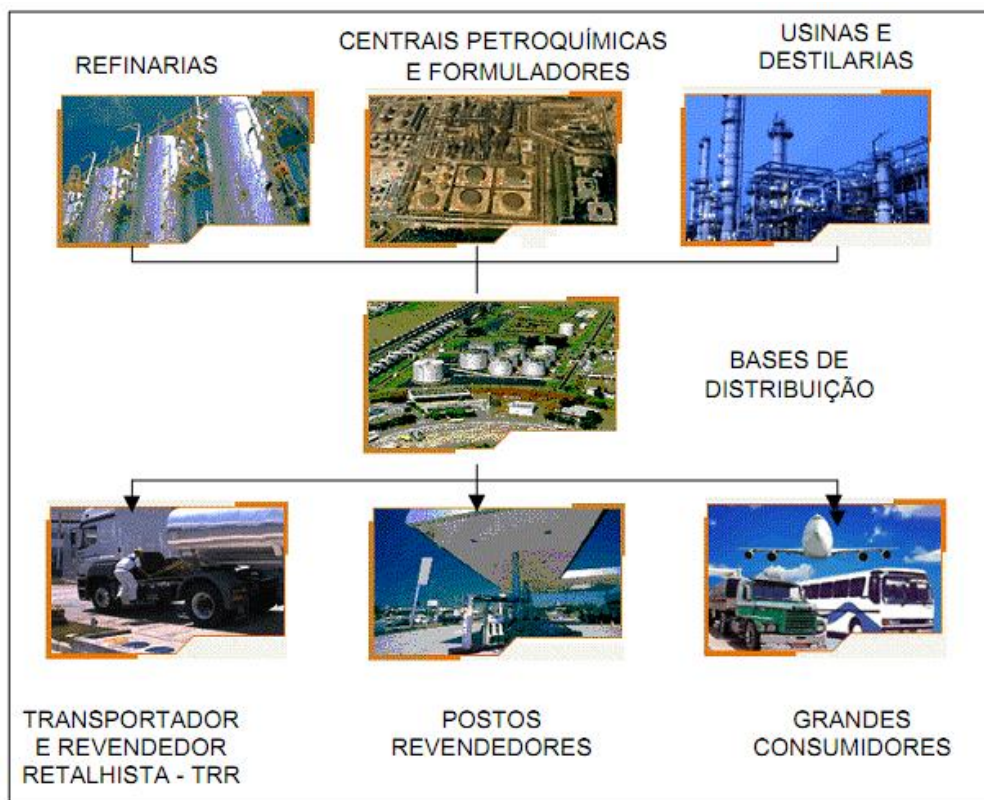 REFINARIAS
CENTRAIS PETROQUÍMICAS
E FORMULADORES
USINAS E
DESTILARIAS
BASES DE
DISTRIBUIÇÃO
TRANSPORTADOR
E REVENDEDOR
RETALHISTA - TRR
POSTOS
REVENDEDORES
GRANDES
CONSUMIDORES